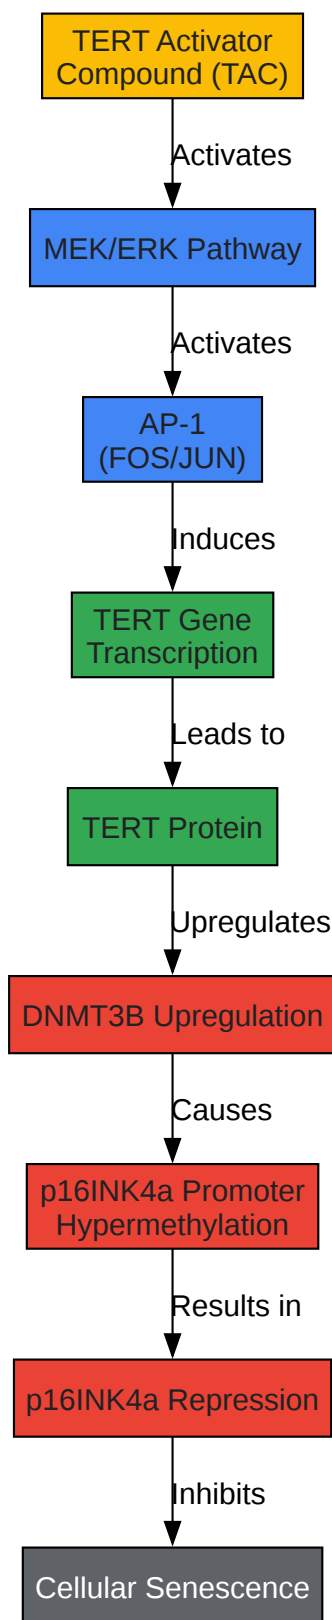 TERT Activator
Compound (TAC)
Activates
MEK/ERK Pathway
Activates
AP-1
(FOS/JUN)
Induces
TERT Gene
Transcription
Leads to
TERT Protein
Upregulates
DNMT3B Upregulation
Causes
p16INK4a Promoter
Hypermethylation
Results in
p16INK4a Repression
Inhibits
Cellular Senescence